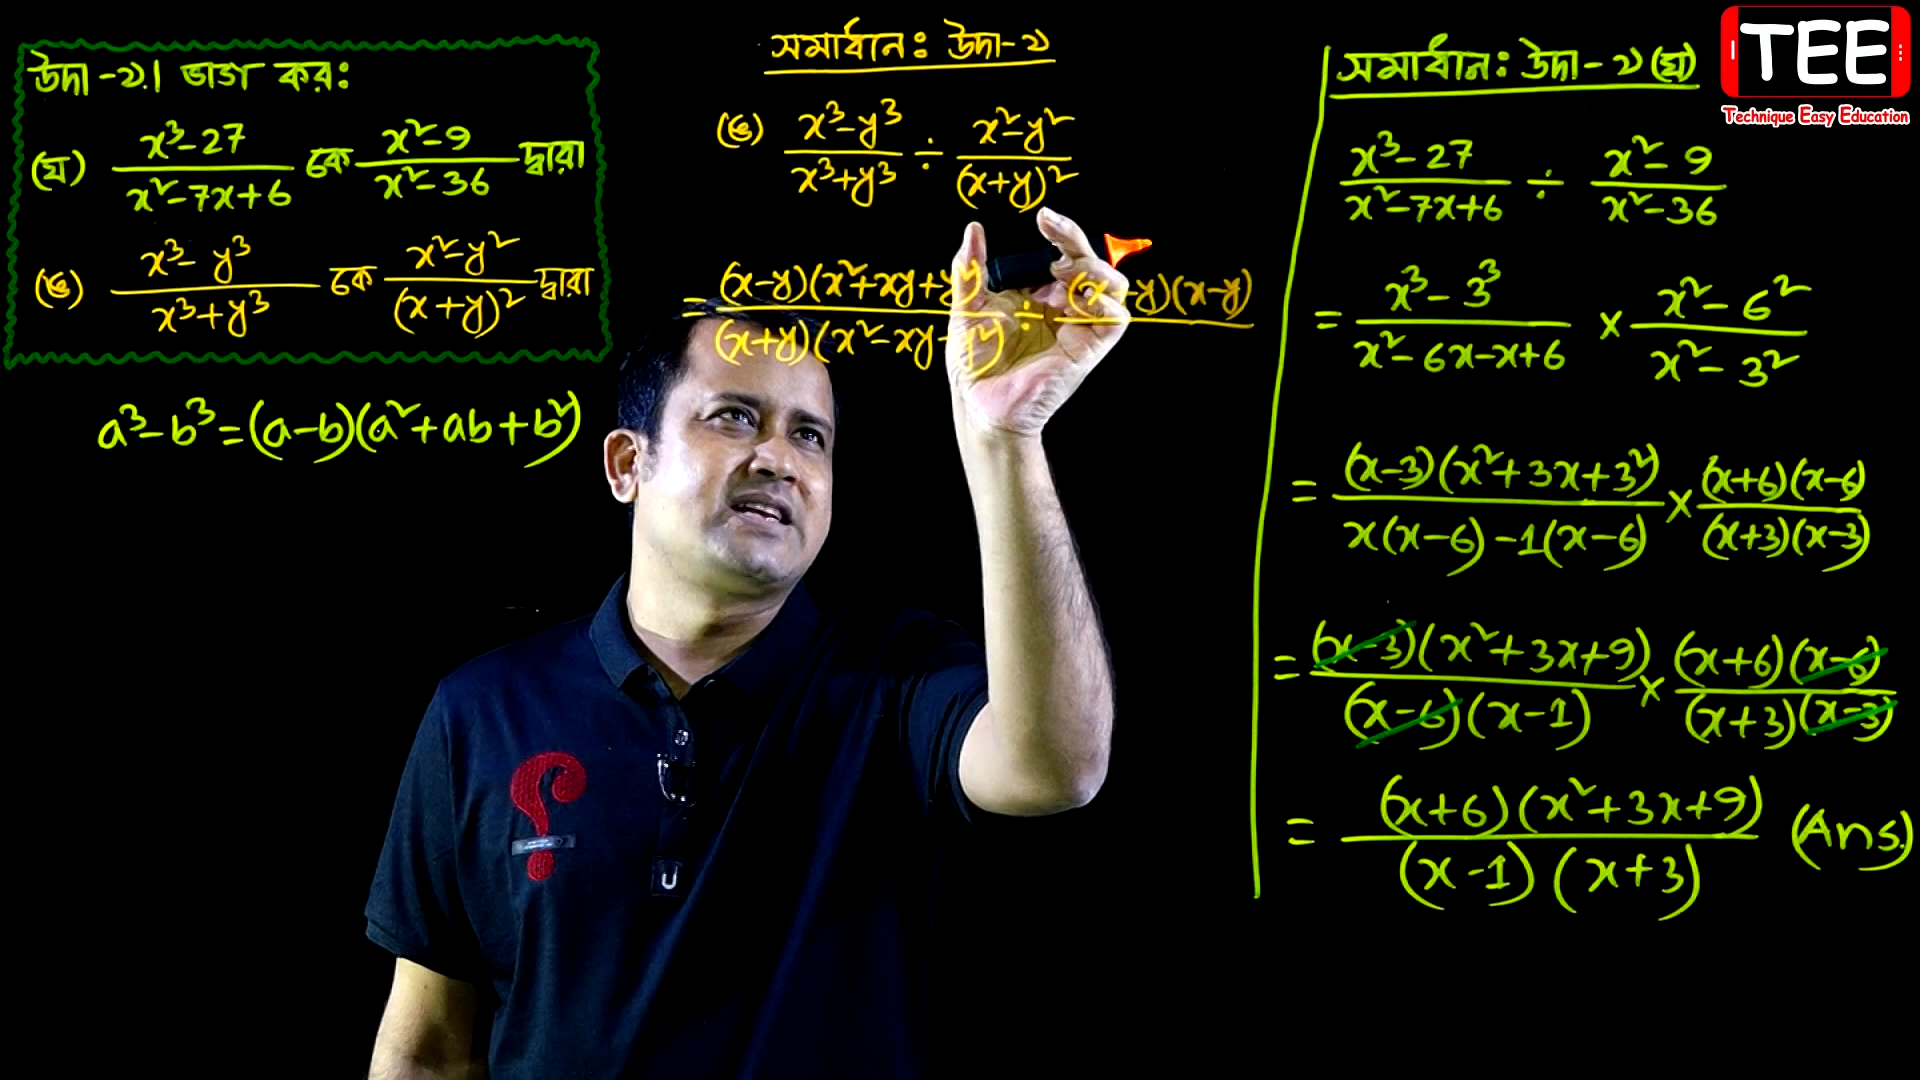 উদা-২। ভাগ কর:
(ঘ) x³-27 / x²-7x+6 কে x²-9 / x²-36 দ্বারা
(ঙ) x³-y³ / x³+y³ কে x²-y² / (x+y)² দ্বারা
a³-b³=(a-b)(a²+ab+b²)
সমাধান: উদা-২
(ঙ) x³-y³ / x³+y³ ÷ x²-y² / (x+y)²
= (x-y)(x²+xy+y²) / (x+y)(x²-xy+y²) ÷ (x+y)(x-y)
সমাধান: উদা-২(ঘ)
x³-27 / x²-7x+6 ÷ x²-9 / x²-36
= x³-3³ / x²-6x-x+6 × x²-6² / x²-3²
= (x-3)(x²+3x+3²) / x(x-6)-1(x-6) × (x+6)(x-6) / (x+3)(x-3)
= (x-3)(x²+3x+9) / (x-6)(x-1) × (x+6)(x-6) / (x+3)(x-3)
= (x+6)(x²+3x+9) / (x-1)(x+3) (Ans.)
TEE
Technique Easy Education
U